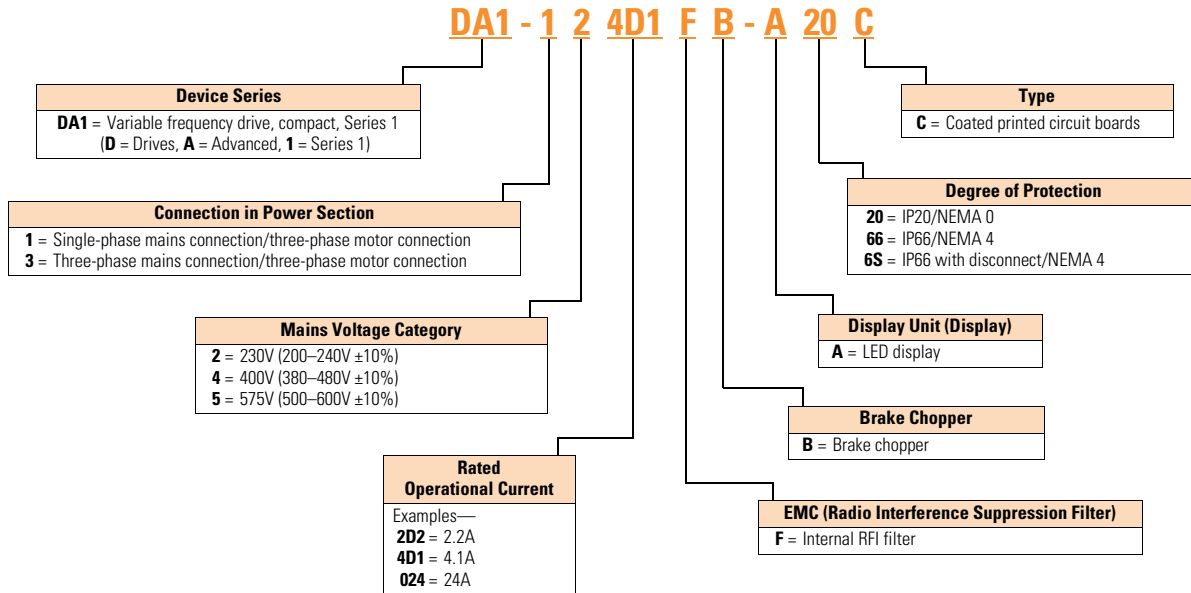 DA1 - 1 2 4D1 F B - A 20 C
Device Series
DA1 = Variable frequency drive, compact, Series 1
(D = Drives, A = Advanced, 1 = Series 1)
Connection in Power Section
1 = Single-phase mains connection/three-phase motor connection
3 = Three-phase mains connection/three-phase motor connection
Mains Voltage Category
2 = 230V (200–240V ±10%)
4 = 400V (380–480V ±10%)
5 = 575V (500–600V ±10%)
Rated
Operational Current
Examples—
2D2 = 2.2A
4D1 = 4.1A
024 = 24A
Type
C = Coated printed circuit boards
Degree of Protection
20 = IP20/NEMA 0
66 = IP66/NEMA 4
6S = IP66 with disconnect/NEMA 4
Display Unit (Display)
A = LED display
Brake Chopper
B = Brake chopper
EMC (Radio Interference Suppression Filter)
F = Internal RFI filter